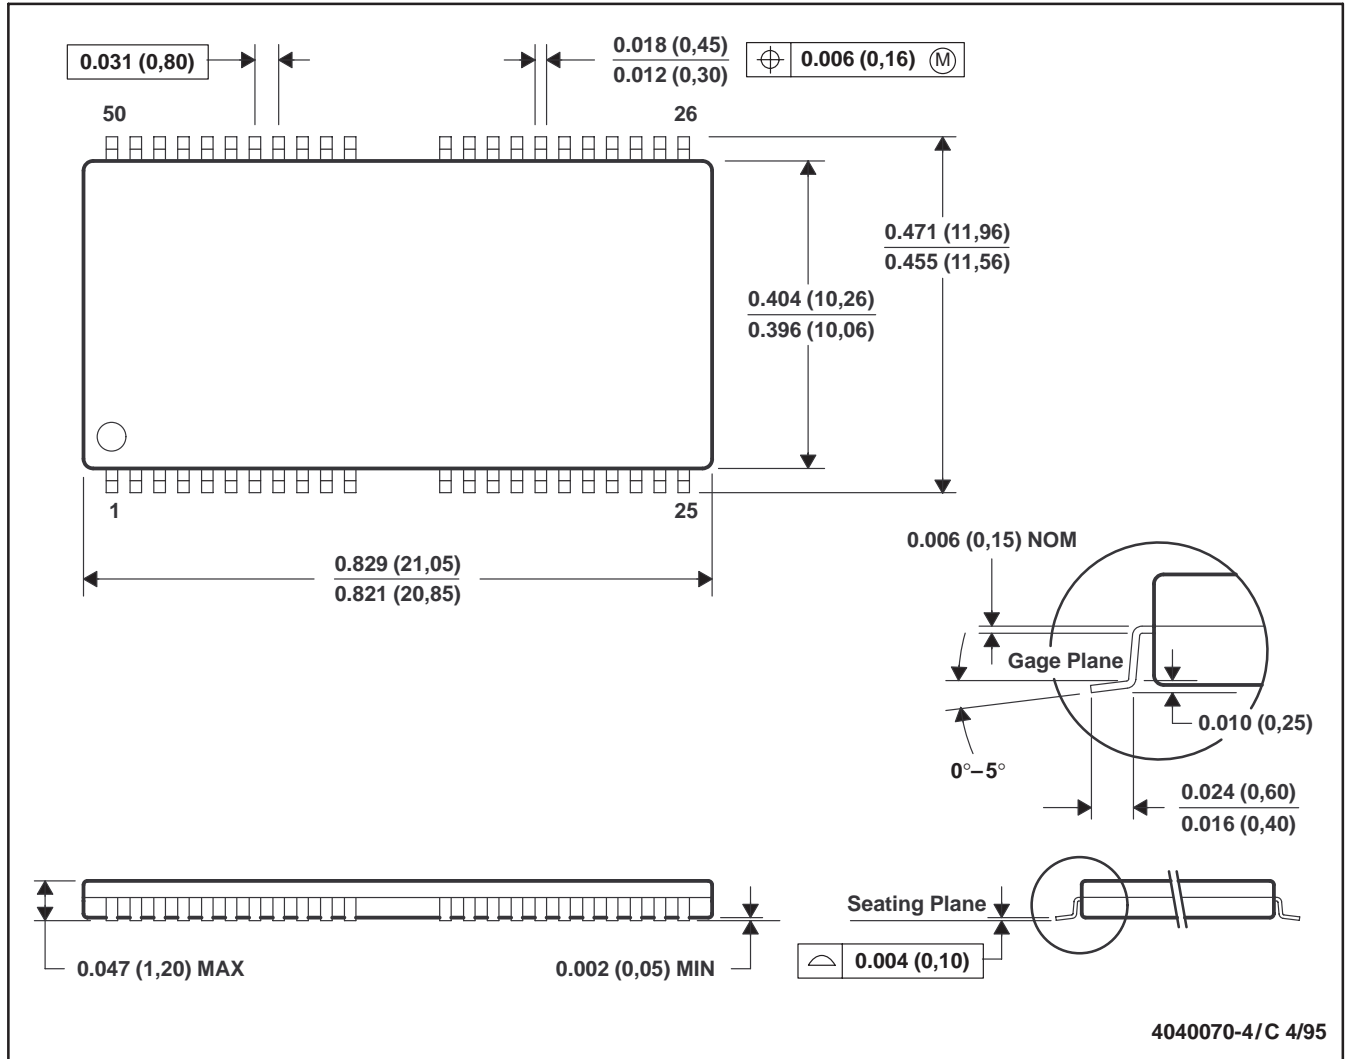 0.031 (0,80)
0.018 (0,45)
0.012 (0,30)
0.006 (0,16) Ⓜ
50
26
0.471 (11,96)
0.455 (11,56)
0.404 (10,26)
0.396 (10,06)
1
25
0.829 (21,05)
0.821 (20,85)
0.006 (0,15) NOM
Gage Plane
0.010 (0,25)
0°–5°
0.024 (0,60)
0.016 (0,40)
Seating Plane
0.047 (1,20) MAX
0.002 (0,05) MIN
0.004 (0,10)
4040070-4/C 4/95